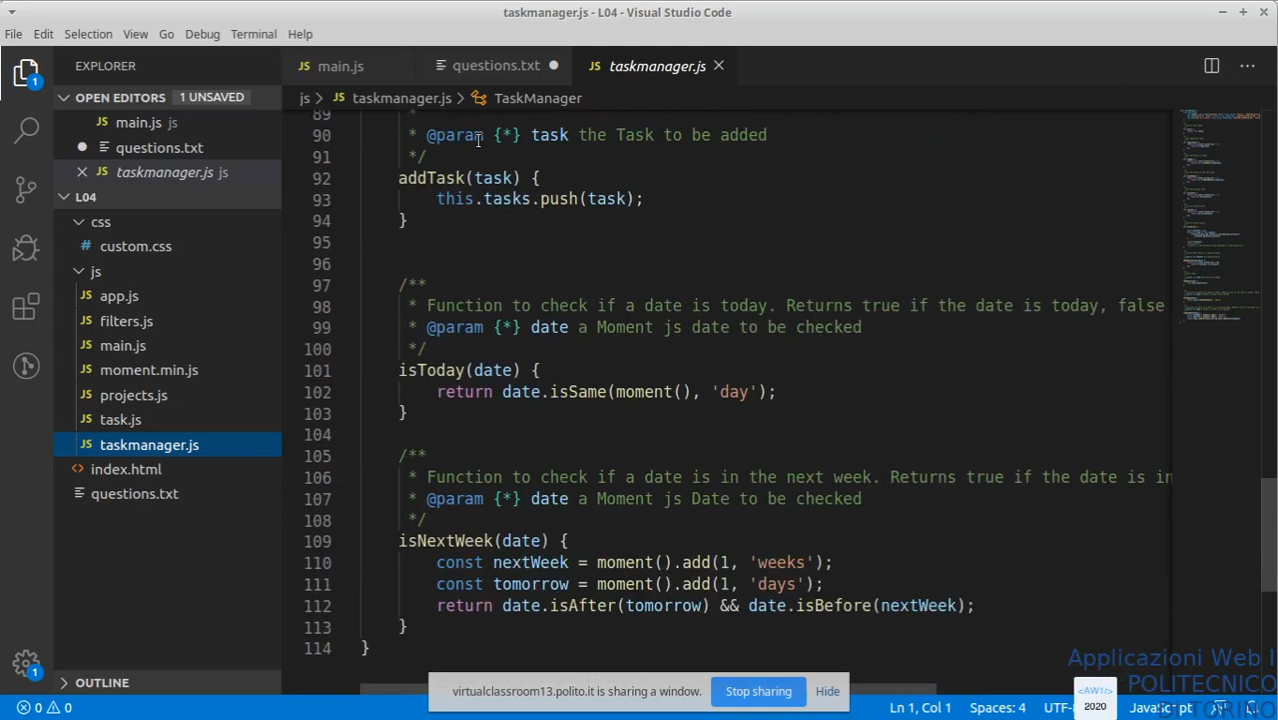 taskmanager.js - L04 - Visual Studio Code
File Edit Selection View Go Debug Terminal Help
EXPLORER
main.js
questions.txt
taskmanager.js
OPEN EDITORS 1 UNSAVED
js > taskmanager.js > TaskManager
main.js js
questions.txt
taskmanager.js js
L04
css
custom.css
js
app.js
filters.js
main.js
moment.min.js
projects.js
task.js
taskmanager.js
index.html
questions.txt
OUTLINE
89 *
90 * @param {*} task the Task to be added
91 */
92 addTask(task) {
93 this.tasks.push(task);
94 }
95
96
97 /**
98 * Function to check if a date is today. Returns true if the date is today, false
99 * @param {*} date a Moment js date to be checked
100 */
101 isToday(date) {
102 return date.isSame(moment(), 'day');
103 }
104
105 /**
106 * Function to check if a date is in the next week. Returns true if the date is in
107 * @param {*} date a Moment js Date to be checked
108 */
109 isNextWeek(date) {
110 const nextWeek = moment().add(1, 'weeks');
111 const tomorrow = moment().add(1, 'days');
112 return date.isAfter(tomorrow) && date.isBefore(nextWeek);
113 }
114 }
virtualclassroom13.polito.it is sharing a window. Stop sharing Hide
Applicazioni Web I
POLITECNICO
DI TORINO
<AW1/>
2020
0 0 Ln 1, Col 1 Spaces: 4 UTF- JavaScript
1
1